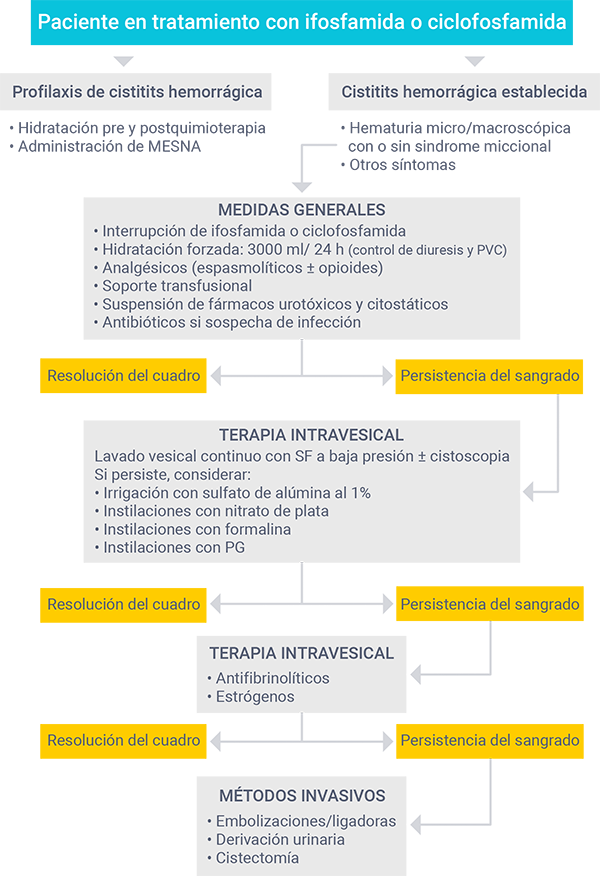 Paciente en tratamiento con ifosfamida o ciclofosfamida
Profilaxis de cistitits hemorrágica
• Hidratación pre y postquimioterapia
• Administración de MESNA
Cistitits hemorrágica establecida
• Hematuria micro/macroscópica
con o sin sindrome miccional
• Otros síntomas
MEDIDAS GENERALES
• Interrupción de ifosfamida o ciclofosfamida
• Hidratación forzada: 3000 ml/ 24 h (control de diuresis y PVC)
• Analgésicos (espasmolíticos ± opioides)
• Soporte transfusional
• Suspensión de fármacos urotóxicos y citostáticos
• Antibióticos si sospecha de infección
Resolución del cuadro
Persistencia del sangrado
TERAPIA INTRAVESICAL
Lavado vesical continuo con SF a baja presión ± cistoscopia
Si persiste, considerar:
• Irrigación con sulfato de alúmina al 1%
• Instilaciones con nitrato de plata
• Instilaciones con formalina
• Instilaciones con PG
Resolución del cuadro
Persistencia del sangrado
TERAPIA INTRAVESICAL
• Antifibrinolíticos
• Estrógenos
Resolución del cuadro
Persistencia del sangrado
MÉTODOS INVASIVOS
• Embolizaciones/ligadoras
• Derivación urinaria
• Cistectomía